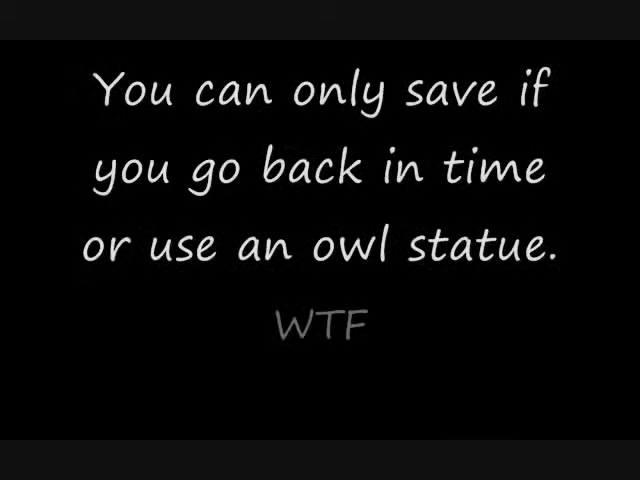 You can only save if
you go back in time
or use an owl statue.
WTF